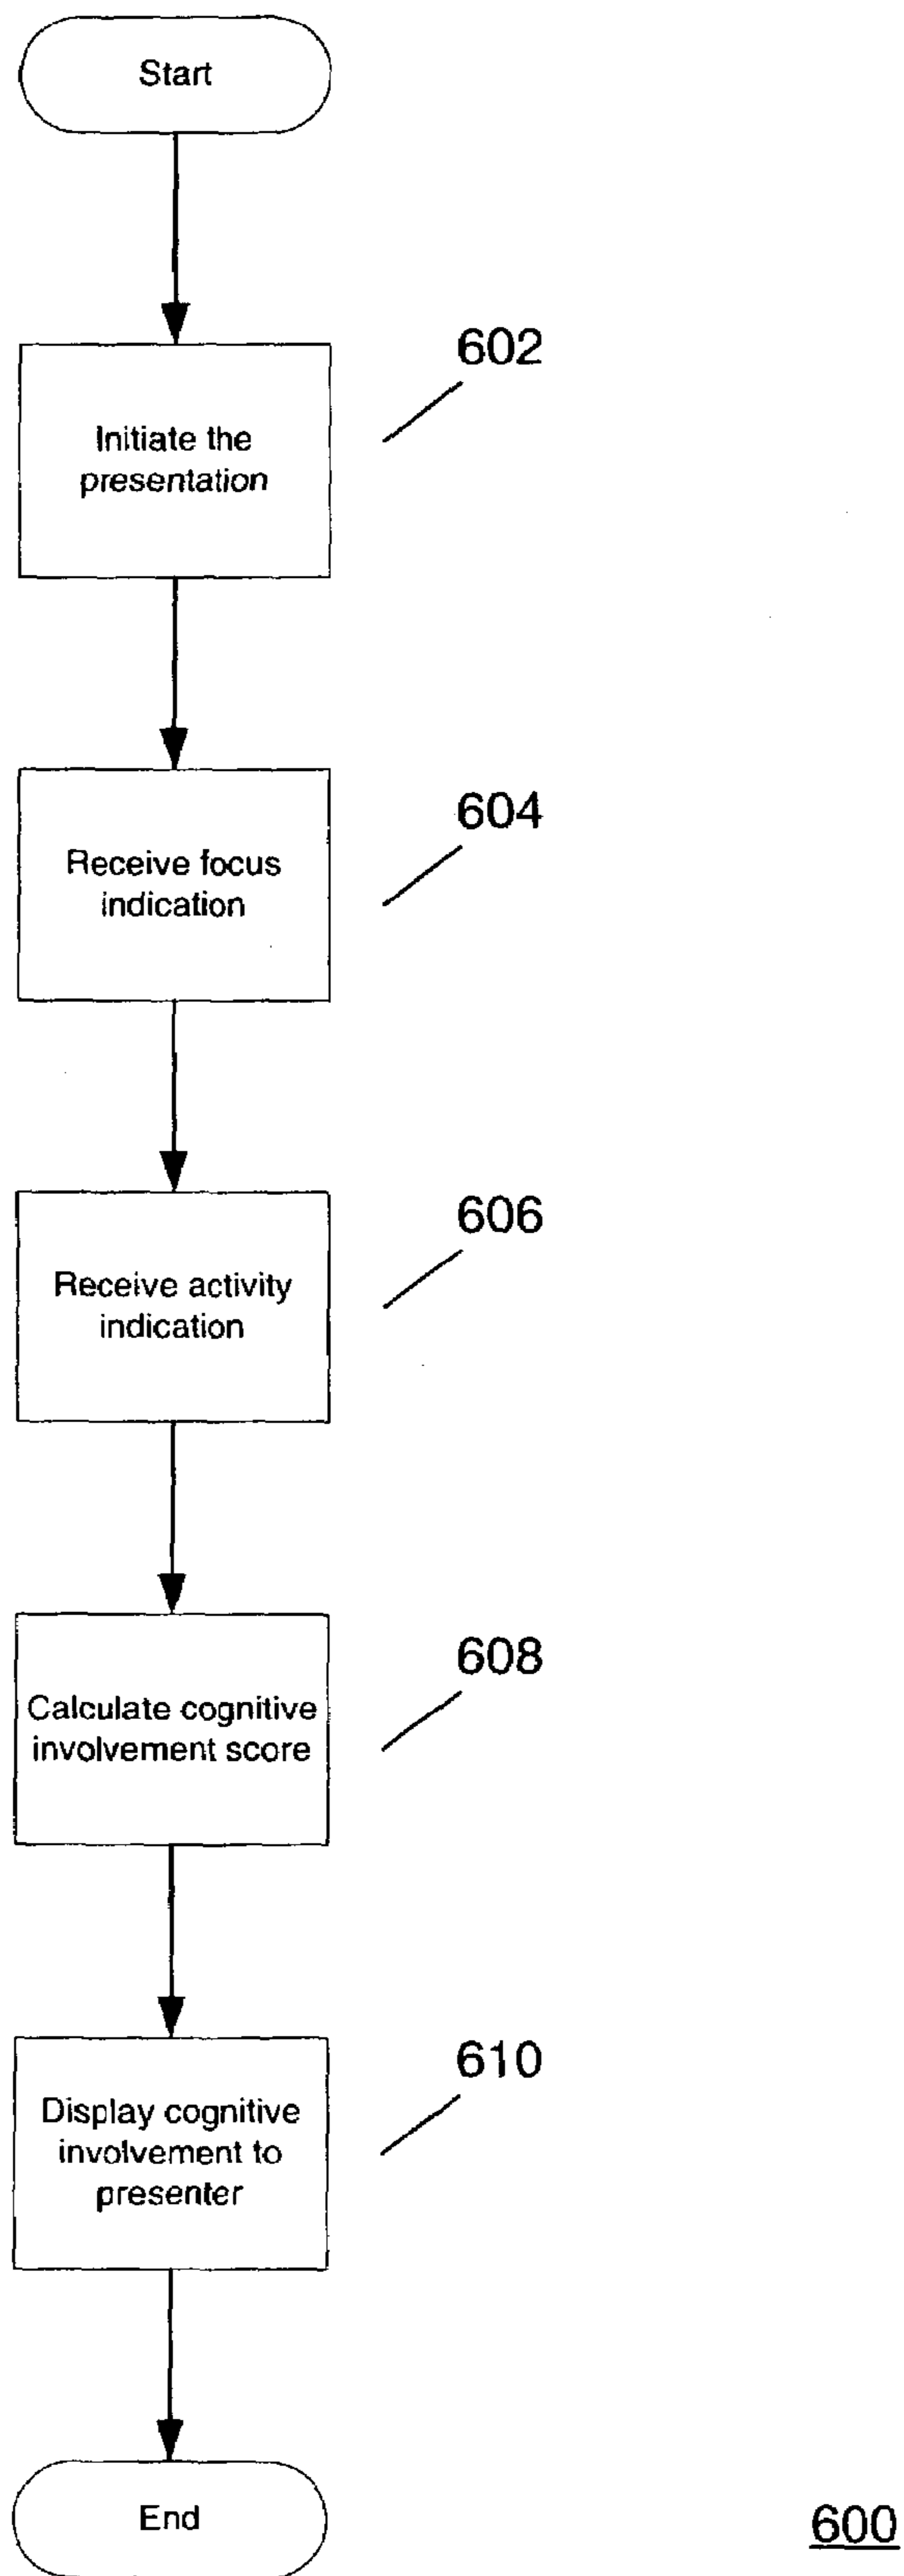 Start
602
Initiate the
presentation
604
Receive focus
indication
606
Receive activity
indication
608
Calculate cognitive
involvement score
610
Display cognitive
involvement to
presenter
End
600